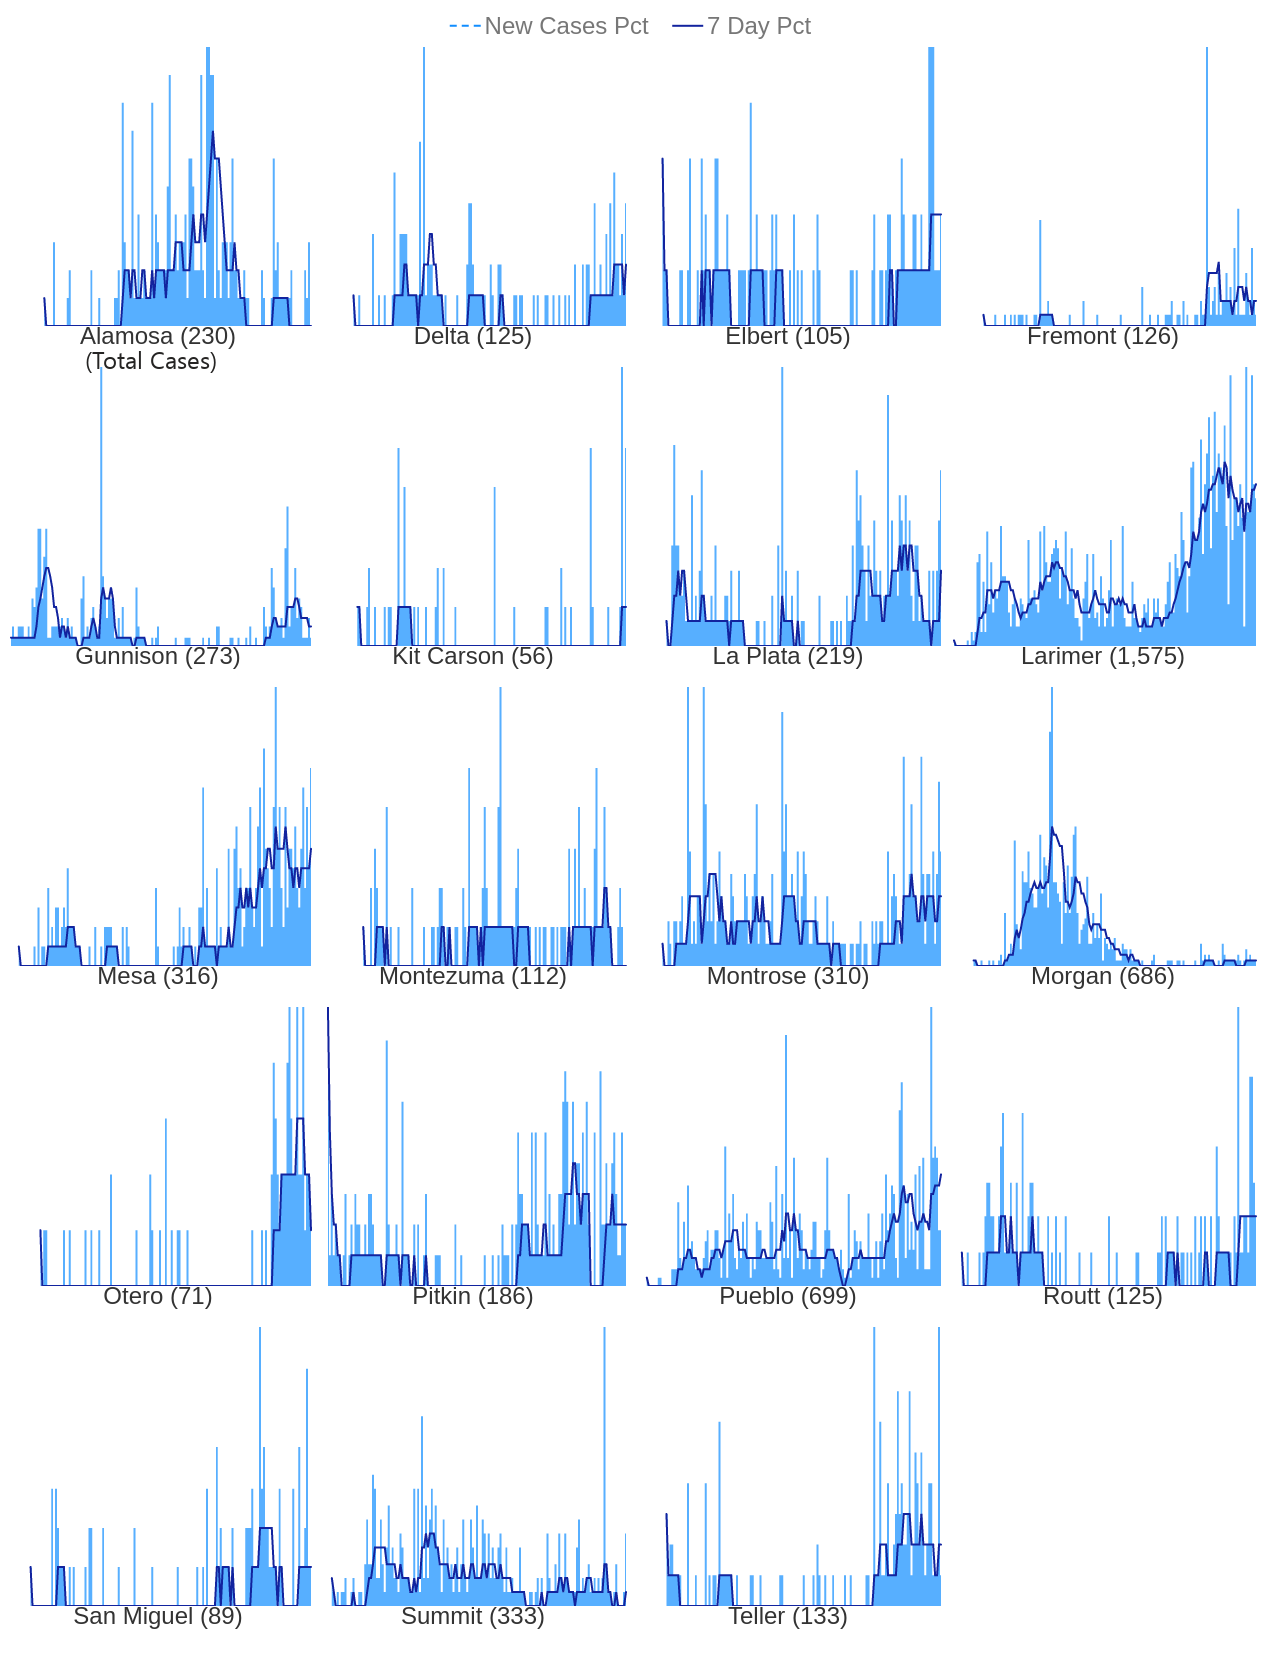 New Cases Pct 7 Day Pct
Alamosa (230) Delta (125) Elbert (105) Fremont (126)
(Total Cases)
Gunnison (273) Kit Carson (56) La Plata (219) Larimer (1,575)
Mesa (316) Montezuma (112) Montrose (310) Morgan (686)
Otero (71) Pitkin (186) Pueblo (699) Routt (125)
San Miguel (89) Summit (333) Teller (133)